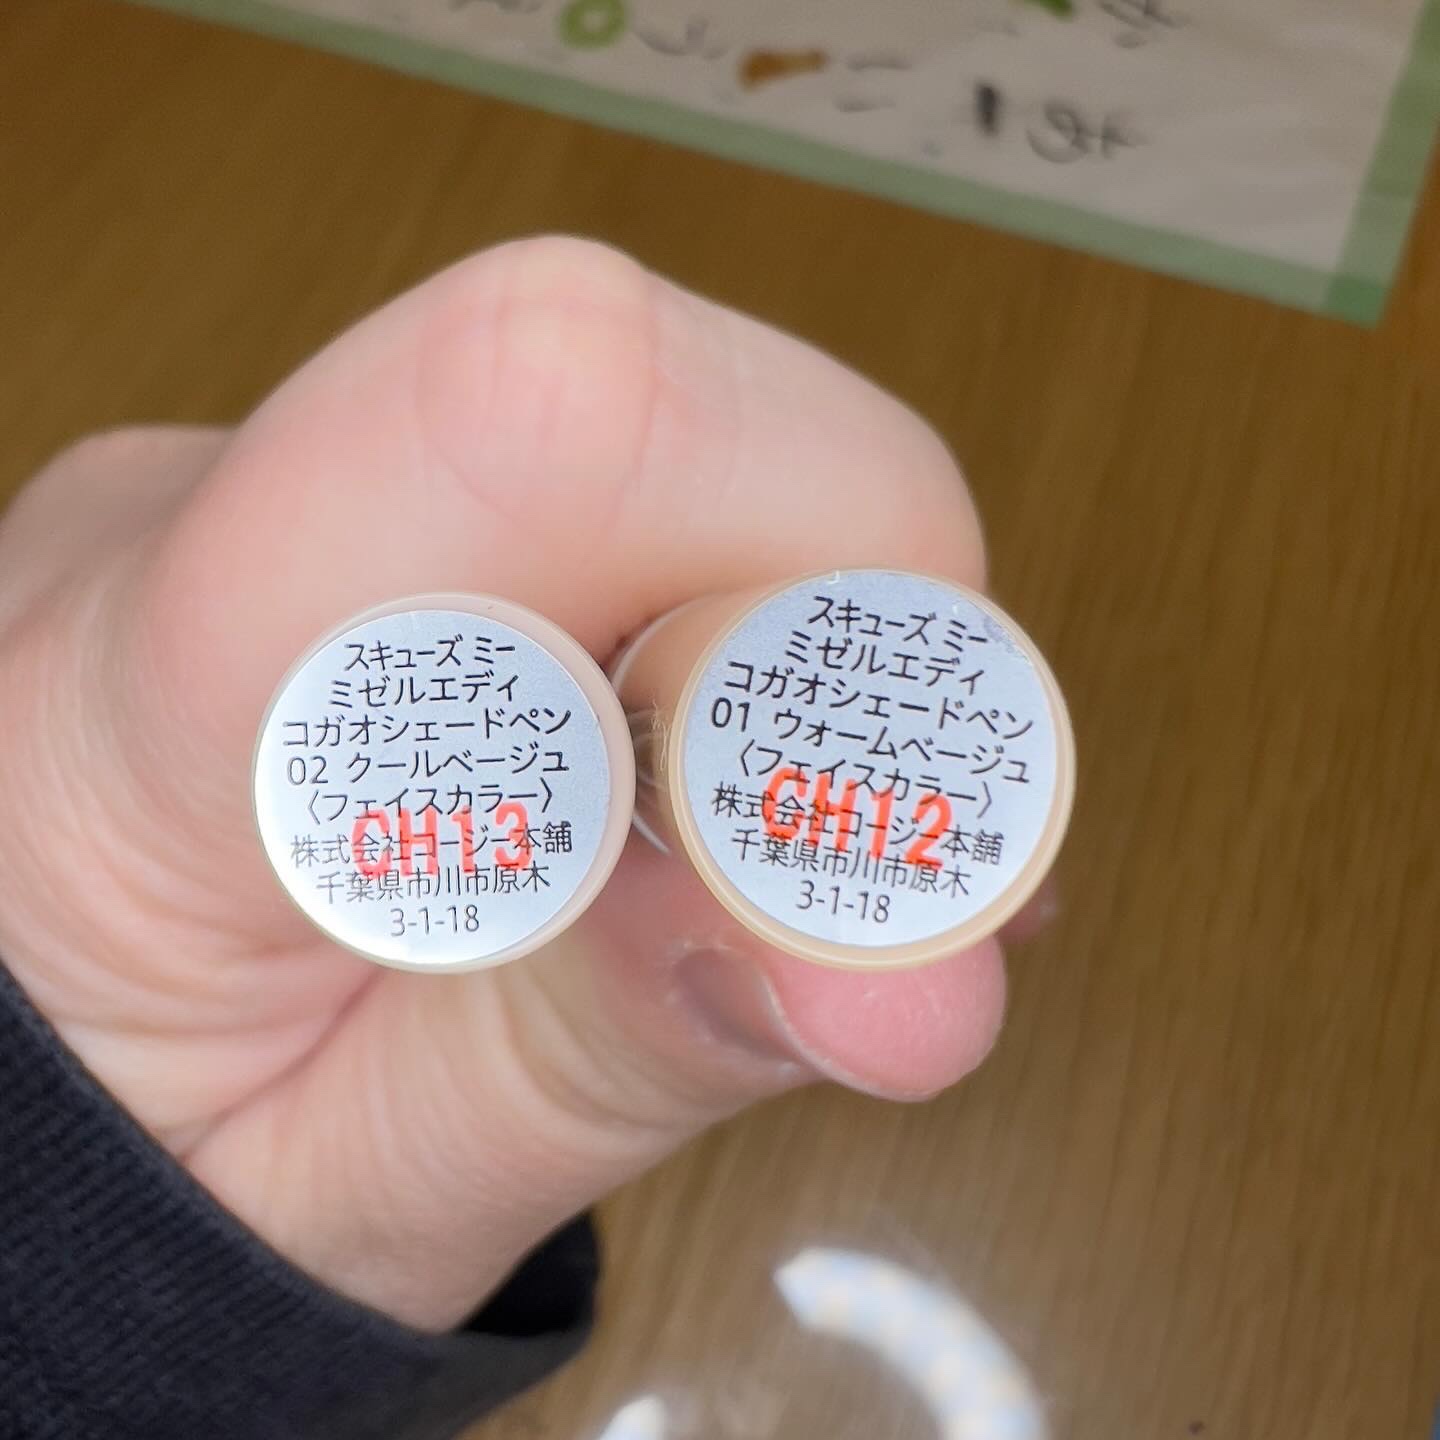 スキューズ ミー
ミゼルエディ
コガオシェードペン
02 クールベージュ
〈フェイスカラー〉
CH13
株式会社コージー本舗
千葉県市川市原木
3-1-18
スキューズ ミー
ミゼルエディ
コガオシェードペン
01 ウォームベージュ
〈フェイスカラー〉
CH12
株式会社コージー本舗
千葉県市川市原木
3-1-18